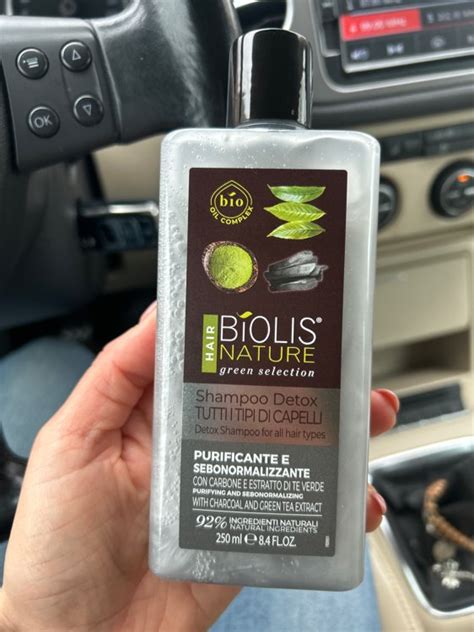 OK
bio
OIL COMPLEX
HAIR
BiOLiS®
NATURE
green selection
Shampoo Detox
TUTTI I TIPI DI CAPELLI
Detox Shampoo for all hair types
PURIFICANTE E
SEBONORMALIZZANTE
CON CARBONE E ESTRATTO DI TE VERDE
PURIFYING AND SEBONORMALIZING
WITH CHARCOAL AND GREEN TEA EXTRACT
92% INGREDIENTI NATURALI
NATURAL INGREDIENTS
250 ml ℮ 8.4 FL.OZ.